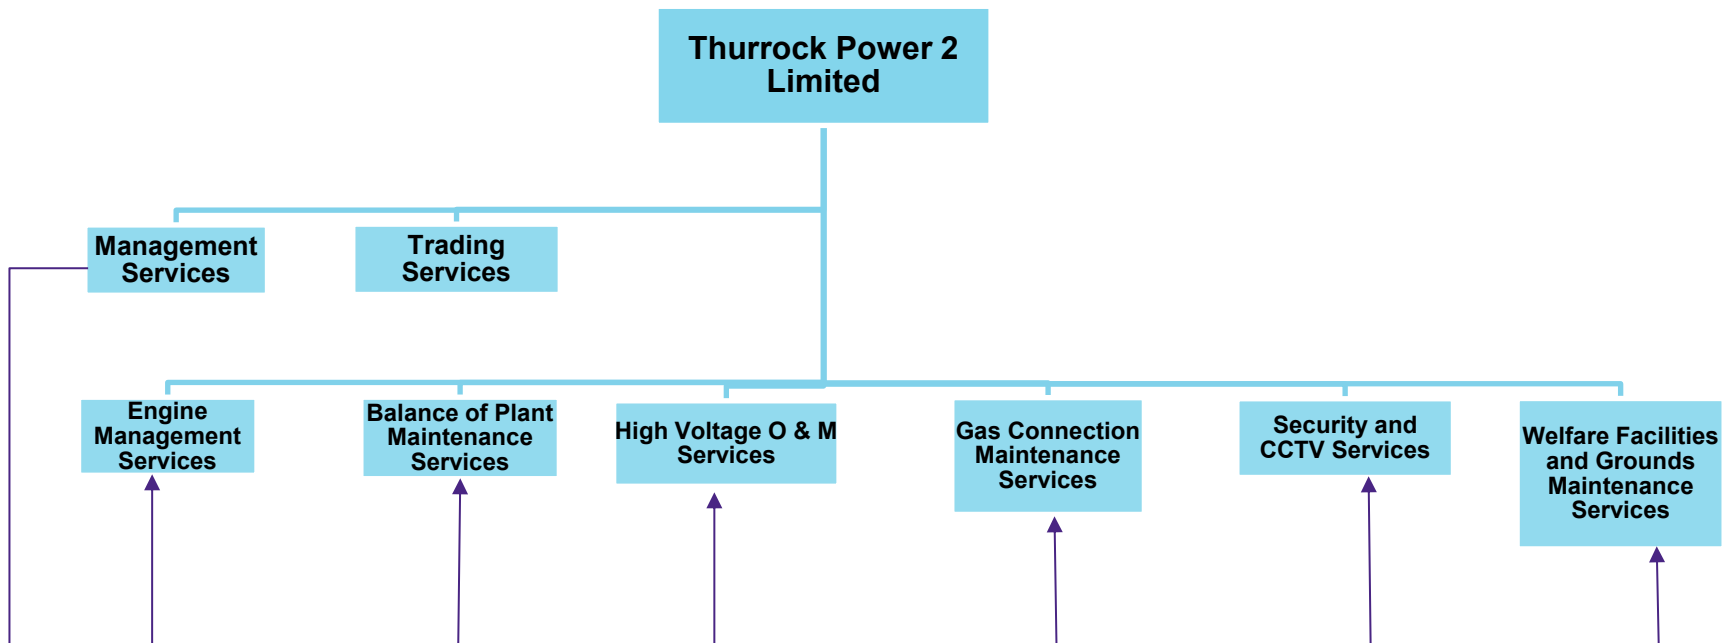 Thurrock Power 2
Limited
Management
Services
Trading
Services
Engine
Management
Services
Balance of Plant
Maintenance
Services
High Voltage O & M
Services
Gas Connection
Maintenance
Services
Security and
CCTV Services
Welfare Facilities
and Grounds
Maintenance
Services